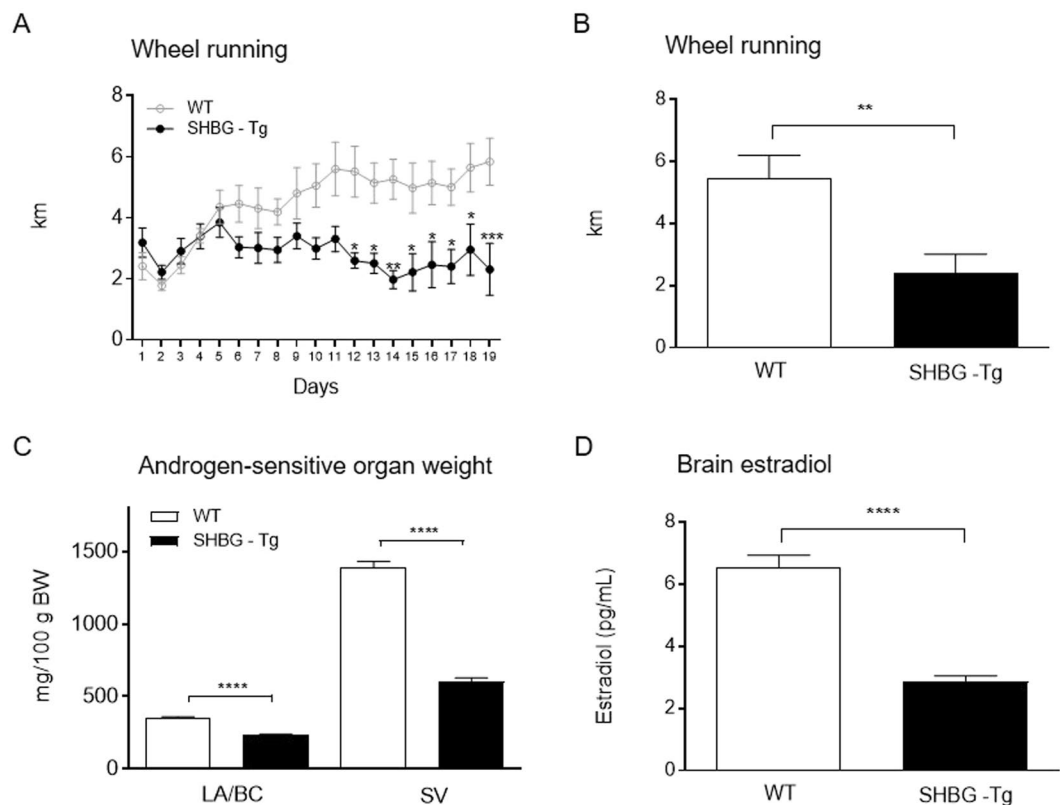 A
Wheel running
WT
SHBG - Tg
8
6
4
2
0
km
* * ** * * * * ***
1 2 3 4 5 6 7 8 9 10 11 12 13 14 15 16 17 18 19
Days
B
Wheel running
**
8
6
4
2
0
km
WT SHBG -Tg
C
Androgen-sensitive organ weight
WT
SHBG - Tg
****
****
1500
1000
500
0
mg/100 g BW
LA/BC SV
D
Brain estradiol
****
8
6
4
2
0
Estradiol (pg/mL)
WT SHBG -Tg